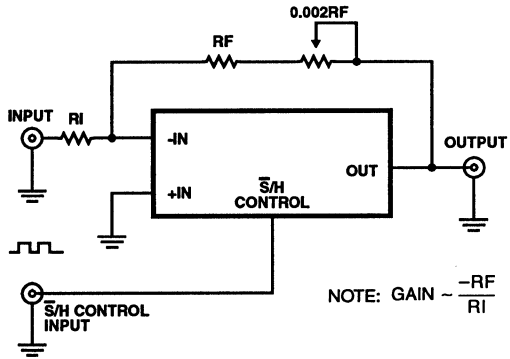 0.002RF
RF
INPUT
RI
-IN
+IN
S̅/H
CONTROL
OUT
OUTPUT
S̅/H CONTROL
INPUT
NOTE: GAIN ~ -RF
RI